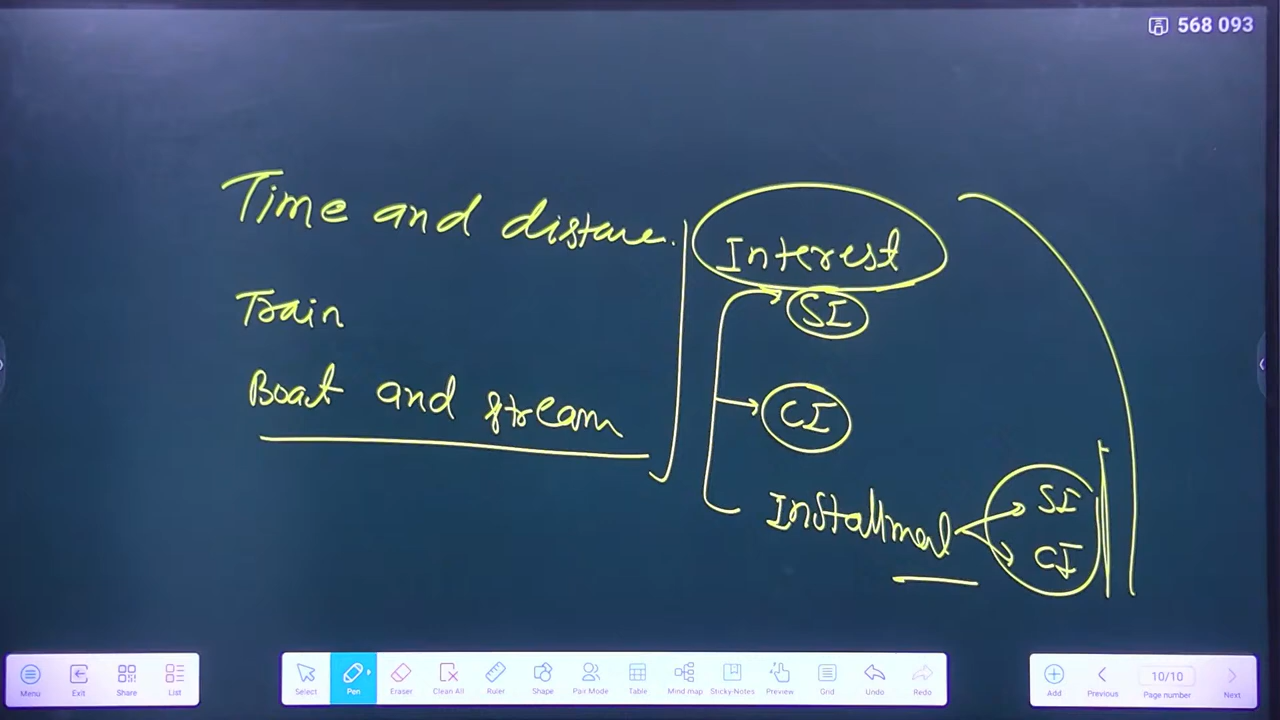 568 093
Time and distance.
Train
Boat and stream
Interest
SI
CI
Installment
SI
CI
Menu
Exit
Share
List
Select
Pen
Eraser
Clean All
Ruler
Shape
Pair Mode
Table
Mind map
Sticky-Notes
Preview
Grid
Undo
Redo
Add
Previous
10/10
Page number
Next